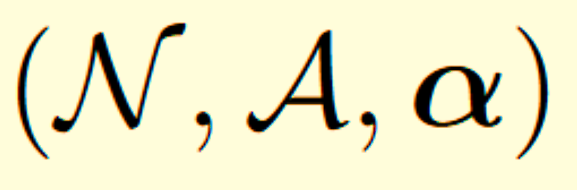 (𝒩, 𝒜, 𝜶)